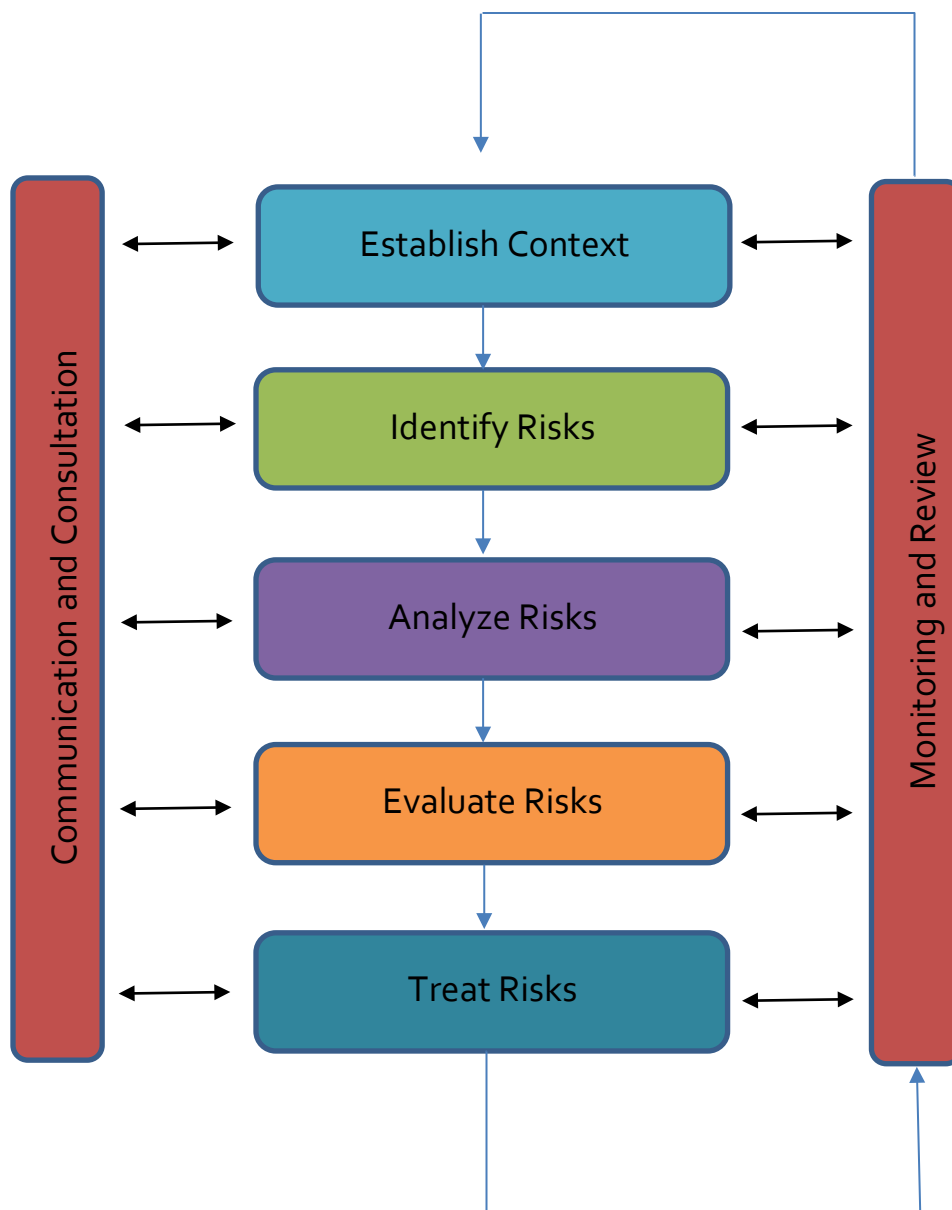 Establish Context
Identify Risks
Analyze Risks
Evaluate Risks
Treat Risks
Communication and Consultation
Monitoring and Review